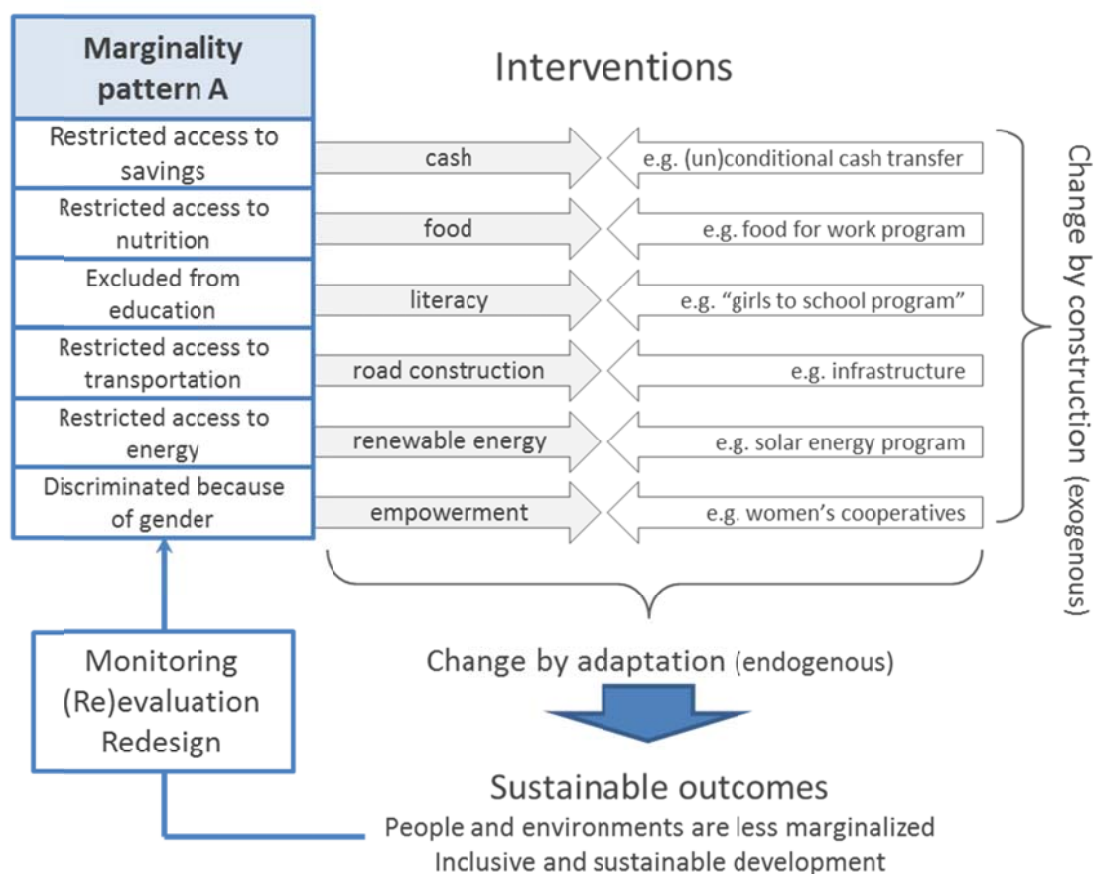 Marginality
pattern A
Interventions
Restricted access to
savings
cash
e.g. (un)conditional cash transfer
Restricted access to
nutrition
food
e.g. food for work program
Excluded from
education
literacy
e.g. “girls to school program”
Restricted access to
transportation
road construction
e.g. infrastructure
Restricted access to
energy
renewable energy
e.g. solar energy program
Discriminated because
of gender
empowerment
e.g. women’s cooperatives
Change by construction (exogenous)
Change by adaptation (endogenous)
Monitoring
(Re)evaluation
Redesign
Sustainable outcomes
People and environments are less marginalized
Inclusive and sustainable development